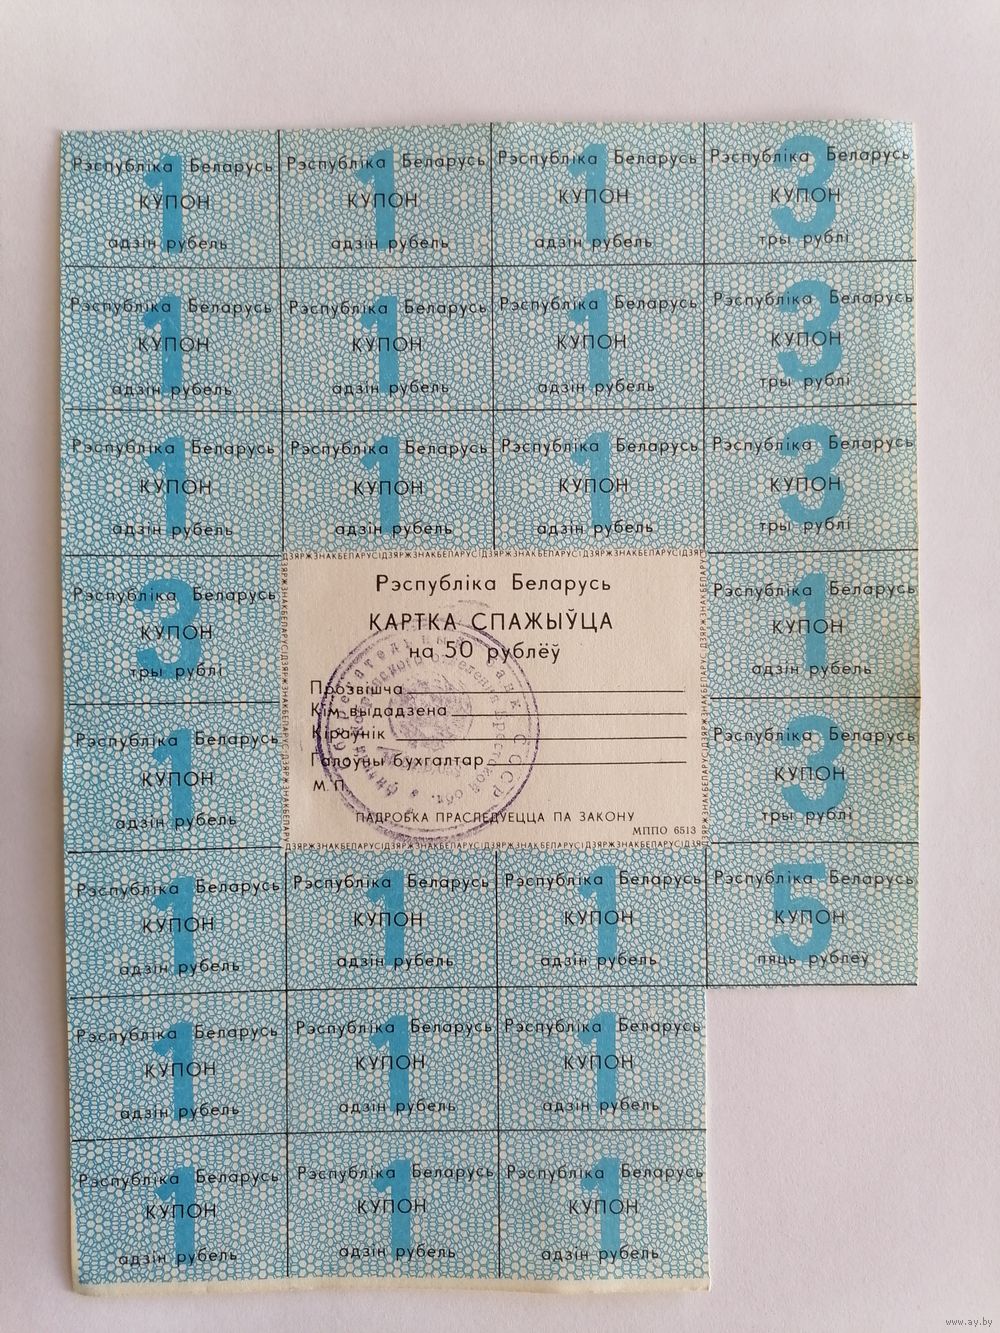 Рэспубліка Беларусь Рэспубліка Беларусь Рэспубліка Беларусь Рэспубліка Беларусь
1 1 1 3
КУПОН КУПОН КУПОН КУПОН
адзін рубель адзін рубель адзін рубель тры рублі
Рэспубліка Беларусь Рэспубліка Беларусь Рэспубліка Беларусь Рэспубліка Беларусь
1 1 1 3
КУПОН КУПОН КУПОН КУПОН
адзін рубель адзін рубель адзін рубель тры рублі
Рэспубліка Беларусь Рэспубліка Беларусь Рэспубліка Беларусь Рэспубліка Беларусь
1 1 1 3
КУПОН КУПОН КУПОН КУПОН
адзін рубель адзін рубель адзін рубель тры рублі
Рэспубліка Беларусь
3
КУПОН
тры рублі
ДЗЯРЖЗНАКБЕЛАРУСІДЗЯРЖЗНАКБЕЛАРУСІДЗЯРЖЗНАКБЕЛАРУСІДЗЯРЖЗНАКБЕЛАРУСІДЗЯРЖ
Рэспубліка Беларусь
КАРТКА СПАЖЫЎЦА
на 50 рублёў
Прозвішча
Кім выдадзена
Кіраўнік
Галоўны бухгалтар
М.П.
ПАДРОБКА ПРАСЛЕДУЕЦЦА ПА ЗАКОНУ
МППО 6513
Рэспубліка Беларусь
1
КУПОН
адзін рубель
Рэспубліка Беларусь
1
КУПОН
адзін рубель
Рэспубліка Беларусь
3
КУПОН
тры рублі
Рэспубліка Беларусь Рэспубліка Беларусь Рэспубліка Беларусь Рэспубліка Беларусь
1 1 1 5
КУПОН КУПОН КУПОН КУПОН
адзін рубель адзін рубель адзін рубель пяць рублёў
Рэспубліка Беларусь Рэспубліка Беларусь Рэспубліка Беларусь
1 1 1
КУПОН КУПОН КУПОН
адзін рубель адзін рубель адзін рубель
Рэспубліка Беларусь Рэспубліка Беларусь Рэспубліка Беларусь
1 1 1
КУПОН КУПОН КУПОН
адзін рубель адзін рубель адзін рубель
www.ay.by